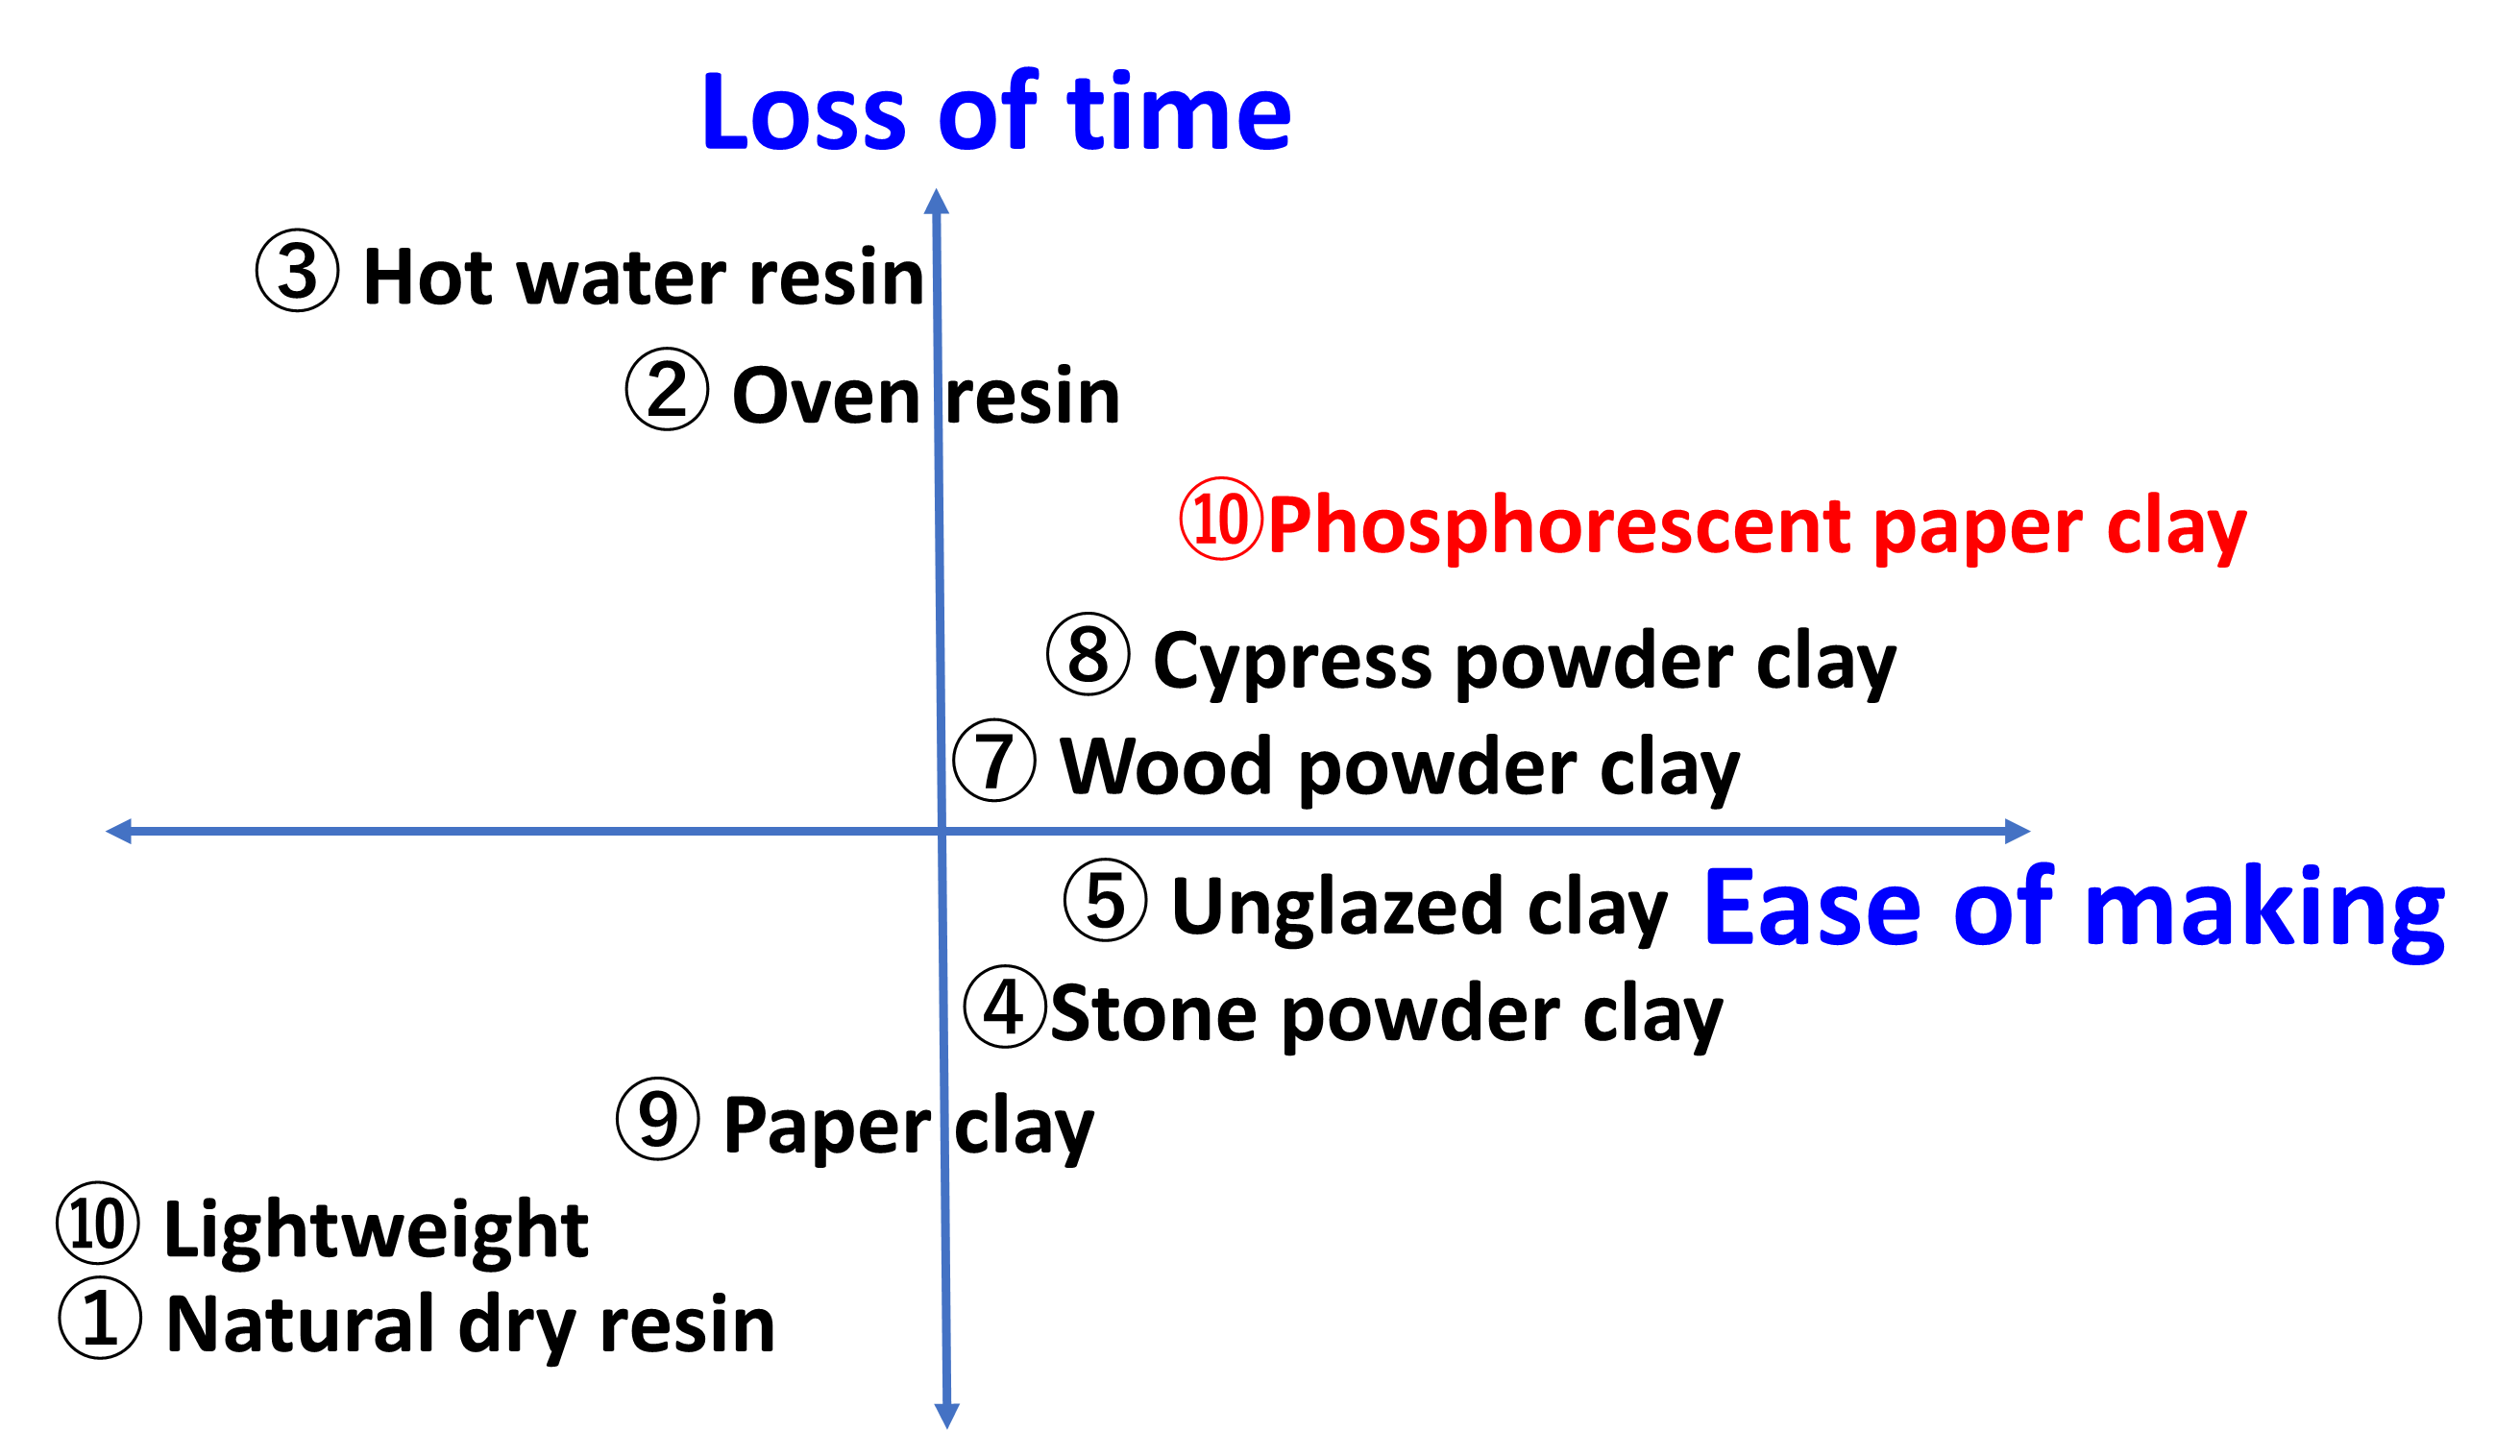 Loss of time
③ Hot water resin
② Oven resin
⑩Phosphorescent paper clay
⑧ Cypress powder clay
⑦ Wood powder clay
⑤ Unglazed clay
Ease of making
④Stone powder clay
⑨ Paper clay
⑩ Lightweight
① Natural dry resin